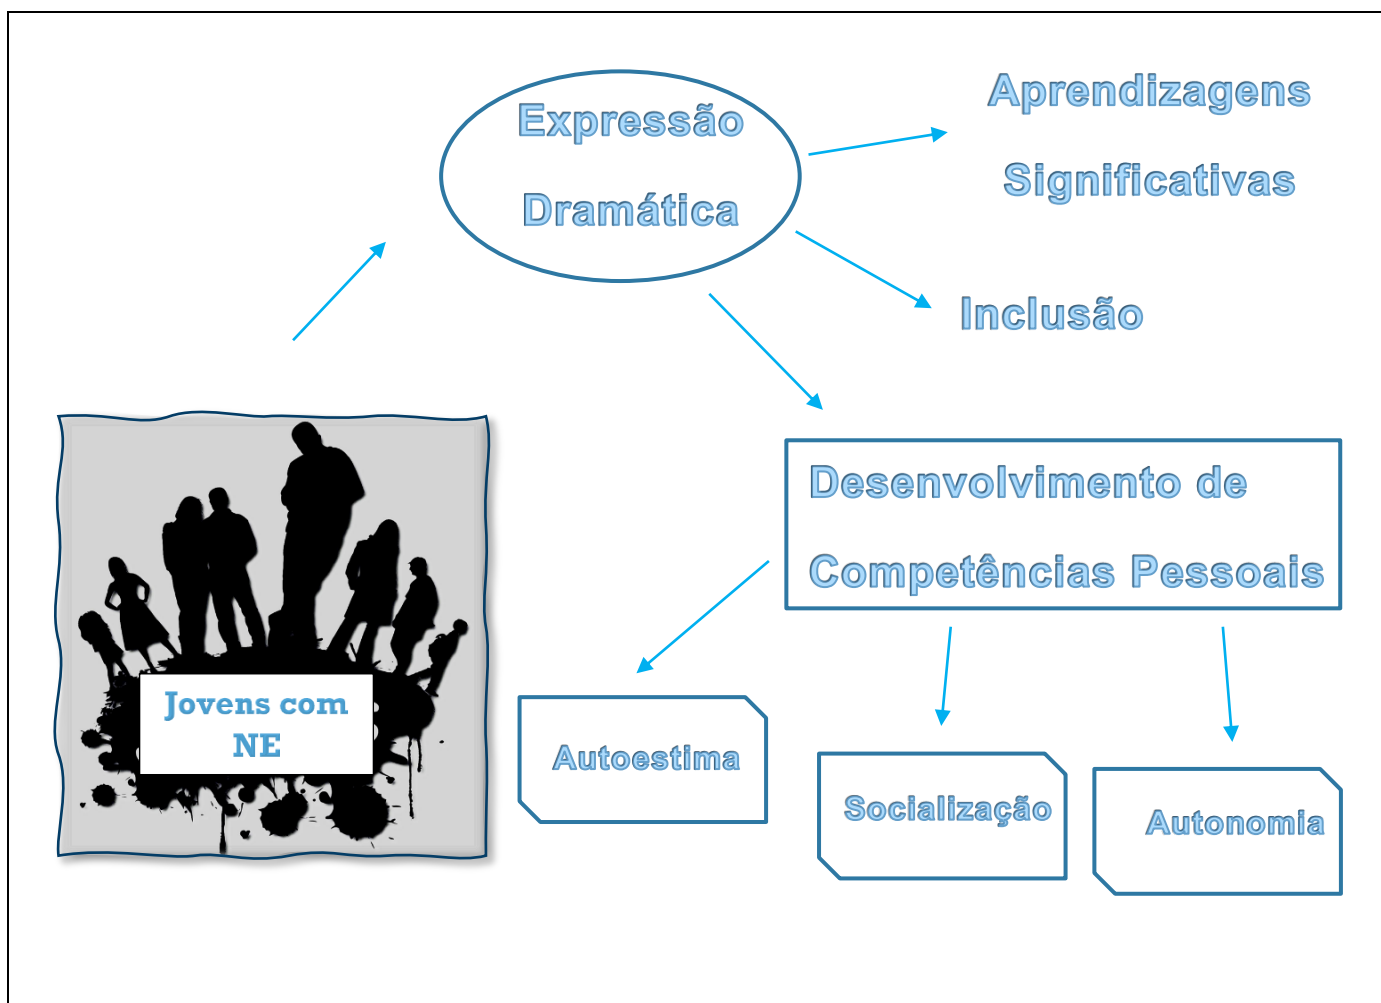 Expressão
Dramática
Aprendizagens
Significativas
Inclusão
Desenvolvimento de
Competências Pessoais
Jovens com
NE
Autoestima
Socialização
Autonomia